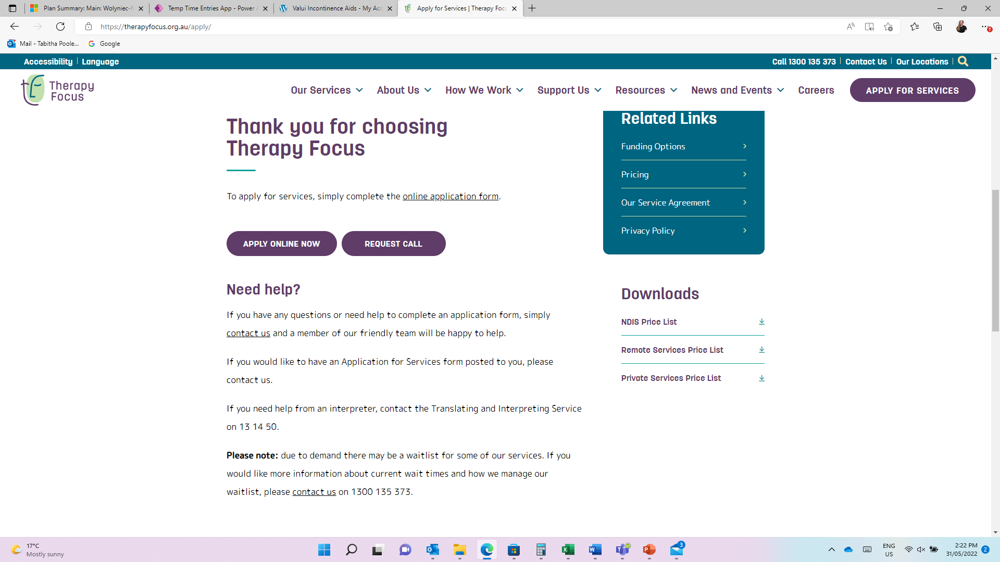 Plan Summary: Main: Wolyniec-N
Temp Time Entries App - Power A
Valui Incontinence Aids - My Acc
Apply for Services | Therapy Focu
https://therapyfocus.org.au/apply/
Mail - Tabitha Poole...
Google
Accessibility
Language
Call 1300 135 373
Contact Us
Our Locations
Therapy
Focus
Our Services
About Us
How We Work
Support Us
Resources
News and Events
Careers
APPLY FOR SERVICES
Thank you for choosing
Therapy Focus
To apply for services, simply complete the online application form.
APPLY ONLINE NOW
REQUEST CALL
Need help?
If you have any questions or need help to complete an application form, simply
contact us and a member of our friendly team will be happy to help.
If you would like to have an Application for Services form posted to you, please
contact us.
If you need help from an interpreter, contact the Translating and Interpreting Service
on 13 14 50.
Please note: due to demand there may be a waitlist for some of our services. If you
would like more information about current wait times and how we manage our
waitlist, please contact us on 1300 135 373.
Related Links
Funding Options
Pricing
Our Service Agreement
Privacy Policy
Downloads
NDIS Price List
Remote Services Price List
Private Services Price List
17°C
Mostly sunny
3
ENG
US
2:22 PM
31/05/2022
2